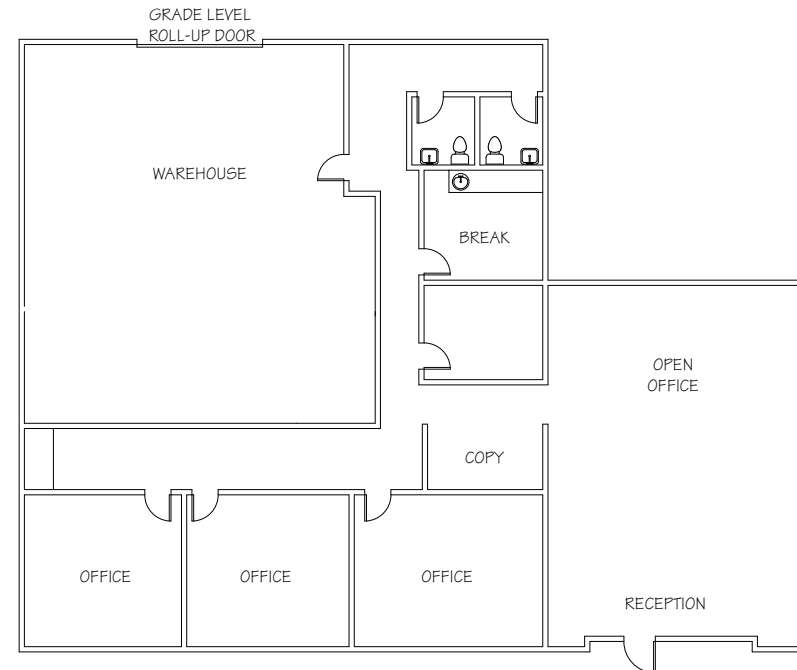 GRADE LEVEL
ROLL-UP DOOR
WAREHOUSE
BREAK
OPEN
OFFICE
COPY
OFFICE
OFFICE
OFFICE
RECEPTION